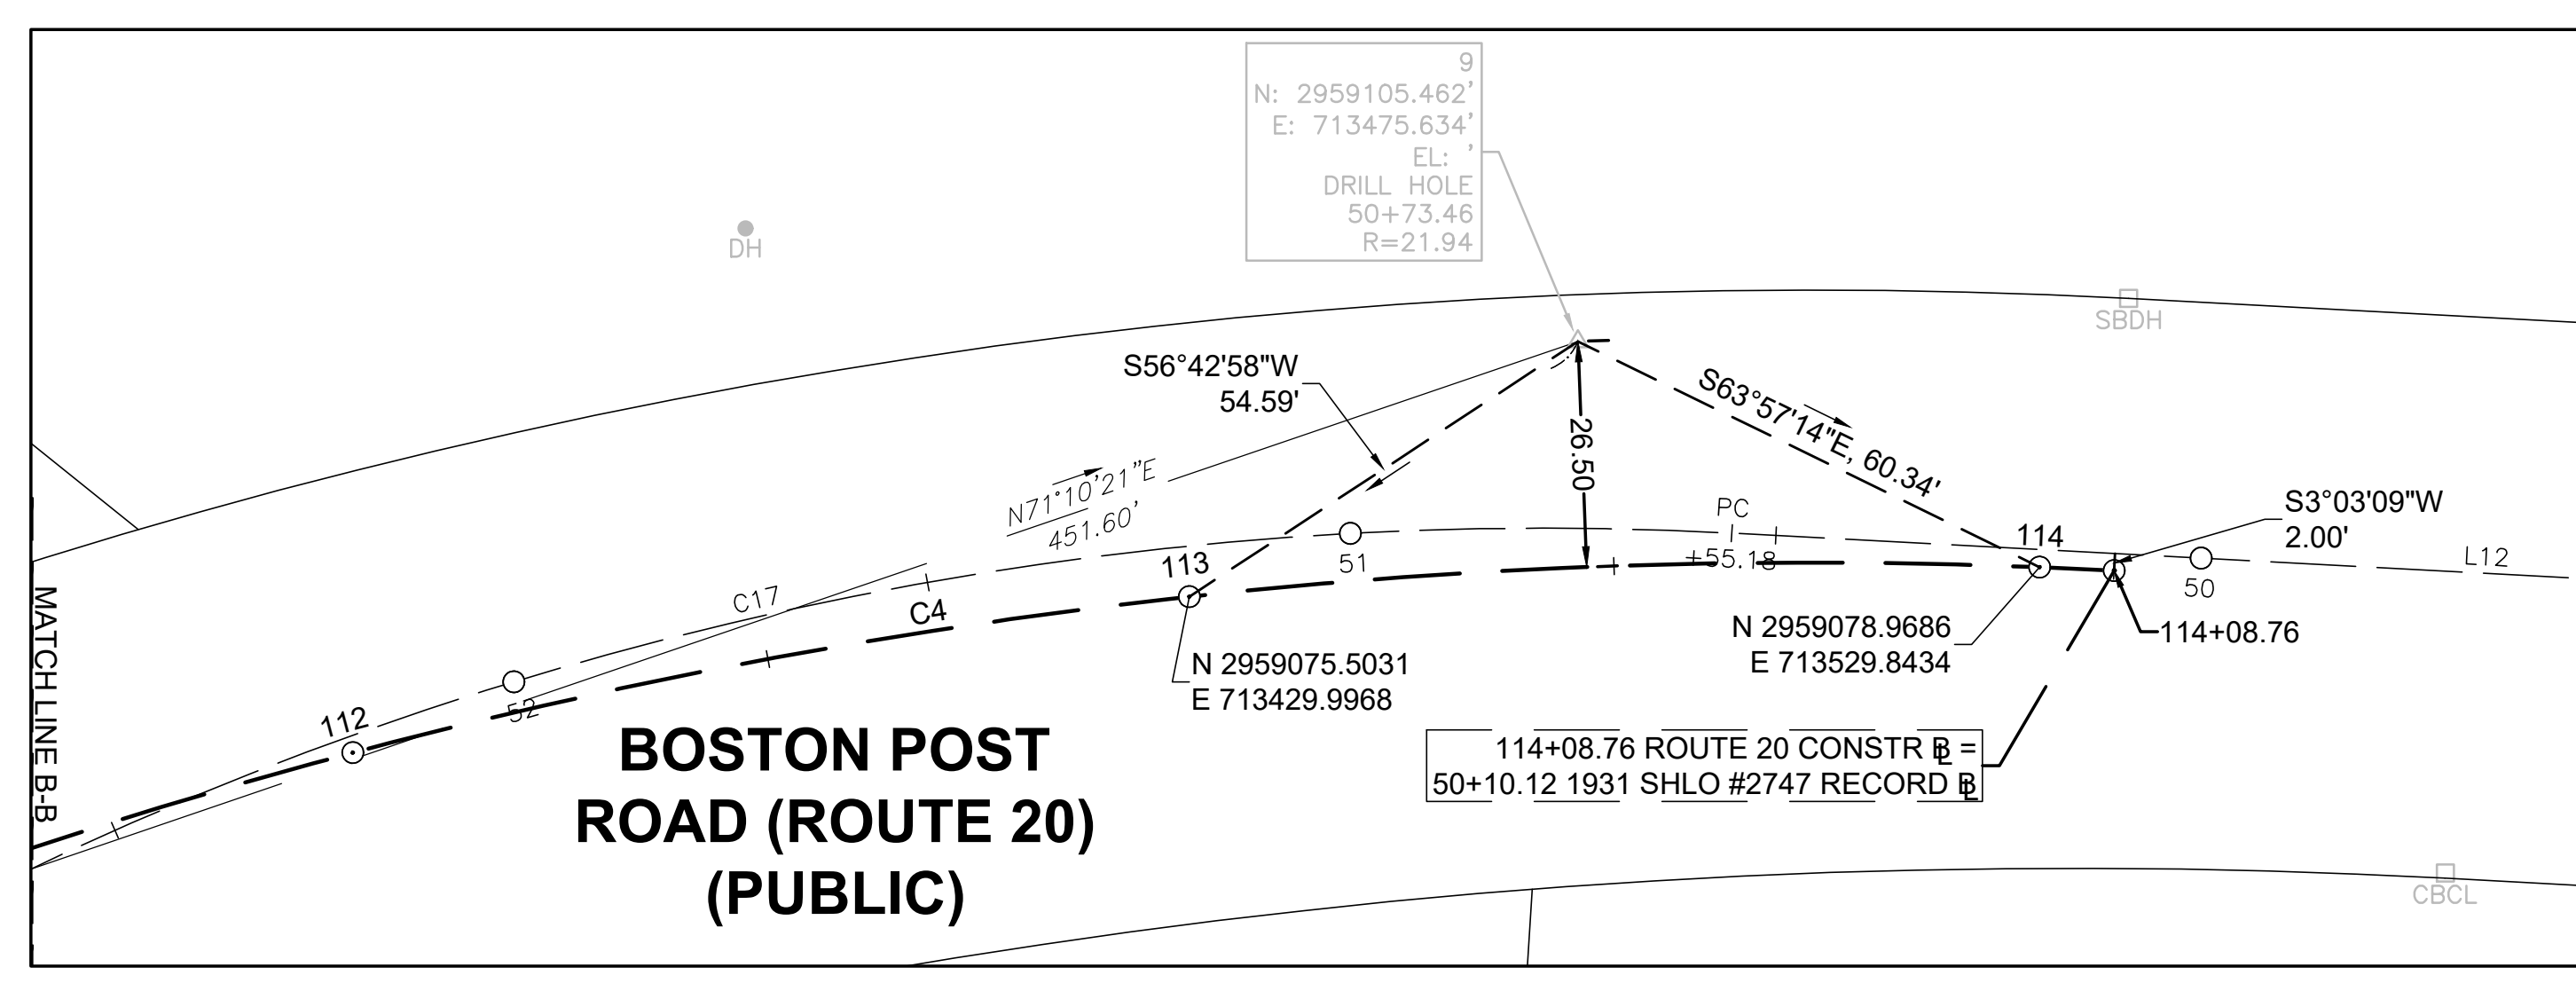 9
N: 2959105.462'
E: 713475.634'
EL: '
DRILL HOLE
50+73.46
R=21.94
DH
SBDH
S56°42'58"W
54.59'
S63°57'14"E, 60.34'
26.50
N71°10'21"E
451.60'
PC
+55.18
S3°03'09"W
2.00'
114
113
51
50
L12
C17
C4
MATCH LINE B-B
112
52
N 2959075.5031
E 713429.9968
N 2959078.9686
E 713529.8434
114+08.76
BOSTON POST
ROAD (ROUTE 20)
(PUBLIC)
114+08.76 ROUTE 20 CONSTR BL =
50+10.12 1931 SHLO #2747 RECORD BL
CBCL